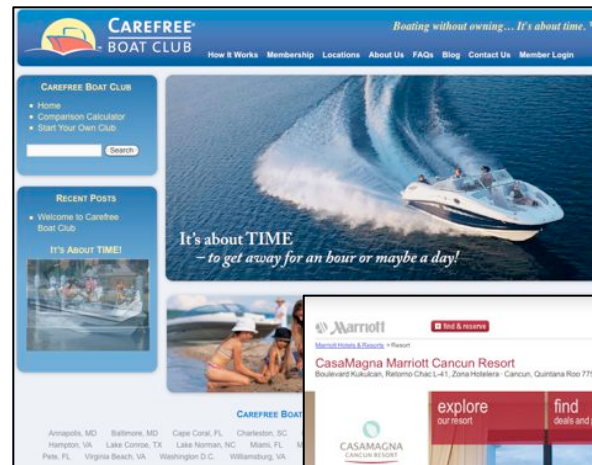 CAREFREE
BOAT CLUB
Boating without owning... It's about time.
How It Works Membership Locations About Us FAQs Blog Contact Us Member Login
CAREFREE BOAT CLUB
Home
Comparison Calculator
Start Your Own Club
Search
RECENT POSTS
Welcome to Carefree
Boat Club
IT'S ABOUT TIME!
It's about TIME
– to get away for an hour or maybe a day!
CAREFREE BOAT
Annapolis, MD Baltimore, MD Cape Coral, FL Charleston, SC
Hampton, VA Lake Conroe, TX Lake Norman, NC Miami, FL
Pete, FL Virginia Beach, VA Washington D.C. Williamsburg, VA
Marriott
find & reserve
Marriott Hotels & Resorts > Resort
CasaMagna Marriott Cancun Resort
Boulevard Kukulcan, Retorno Chac L-41, Zona Hotelera · Cancun, Quintana Roo 775
explore
our resort
find
deals and
CASAMAGNA
CANCUN RESORT